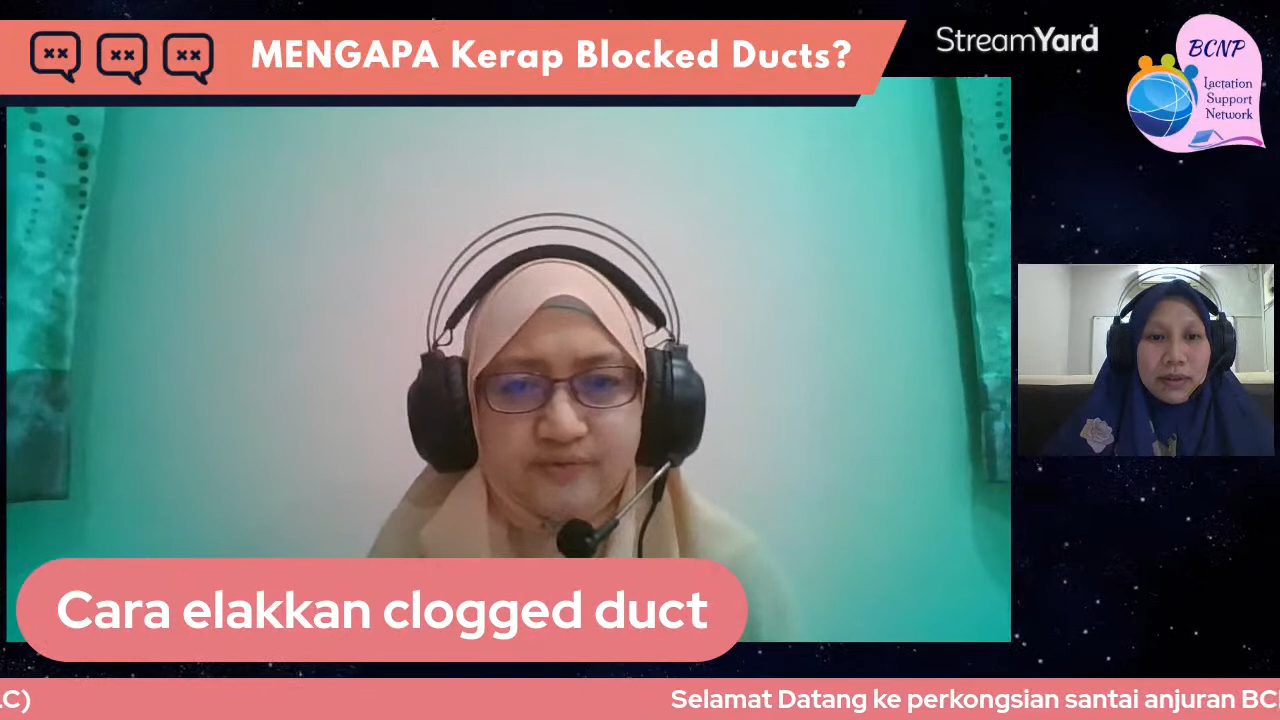 MENGAPA Kerap Blocked Ducts?
StreamYard
BCNP
Lactation
Support
Network
Cara elakkan clogged duct
LC)
Selamat Datang ke perkongsian santai anjuran BC